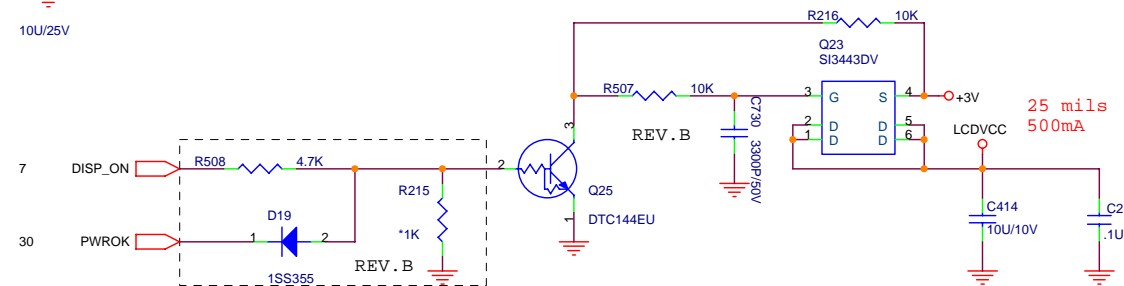 10U/25V
R216 10K
Q23
SI3443DV
R507 10K
3 G S 4
+3V
25 mils
500mA
C730
3300P/50V
REV.B
2 D D 5
1 D D 6
LCDVCC
3
7 DISP_ON
R508 4.7K
2
R215
*1K
Q25
DTC144EU
1
C414
10U/10V
C2
.1U
30 PWROK
D19
1 2
1SS355
REV.B